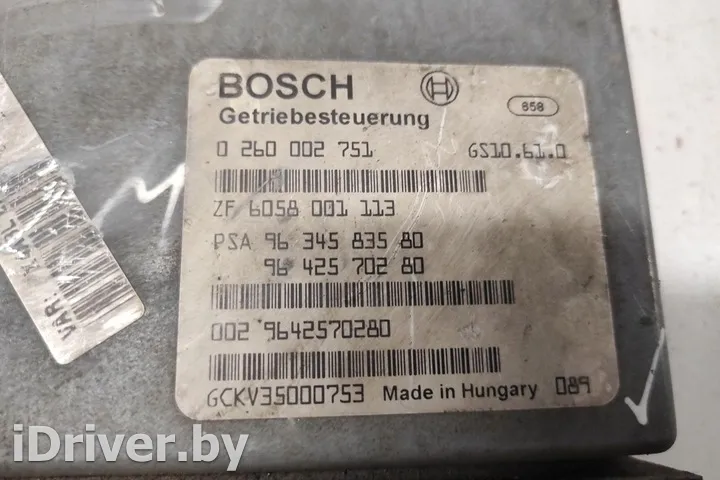 BOSCH
858
Getriebesteuerung
0 260 002 751 GS10.61.0
ZF 6058 001 113
PSA 96 345 835 80
96 425 702 80
002 9642570280
GCKV35000753 Made in Hungary 089
VAR:
iDriver.by